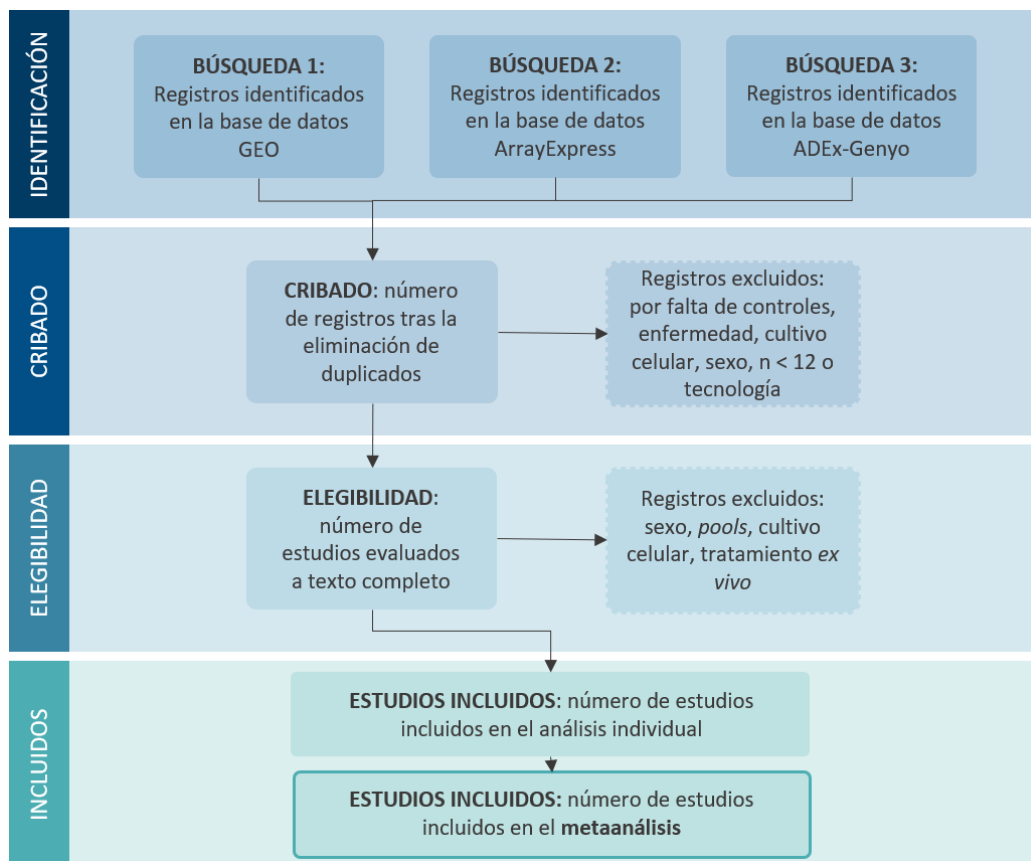 IDENTIFICACIÓN
BÚSQUEDA 1:
Registros identificados
en la base de datos
GEO
BÚSQUEDA 2:
Registros identificados
en la base de datos
ArrayExpress
BÚSQUEDA 3:
Registros identificados
en la base de datos
ADEx-Genyo
CRIBADO
CRIBADO: número
de registros tras la
eliminación de
duplicados
Registros excluidos:
por falta de controles,
enfermedad, cultivo
celular, sexo, n < 12 o
tecnología
ELEGIBILIDAD
ELEGIBILIDAD:
número de
estudios evaluados
a texto completo
Registros excluidos:
sexo, pools, cultivo
celular, tratamiento ex
vivo
INCLUIDOS
ESTUDIOS INCLUIDOS: número de estudios
incluidos en el análisis individual
ESTUDIOS INCLUIDOS: número de estudios
incluidos en el metaanálisis